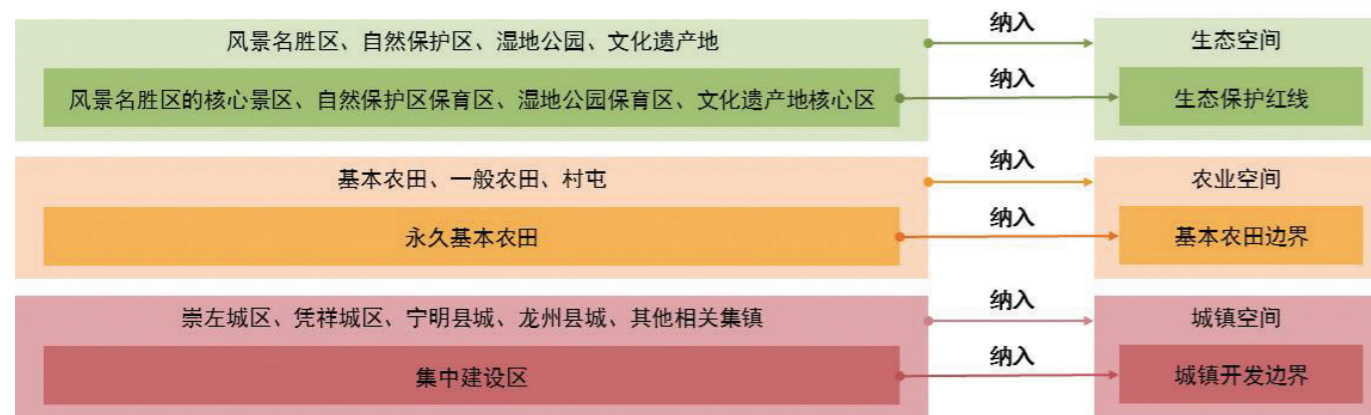 风景名胜区、自然保护区、湿地公园、文化遗产地
纳入
生态空间
风景名胜区的核心景区、自然保护区保育区、湿地公园保育区、文化遗产地核心区
纳入
生态保护红线
基本农田、一般农田、村屯
纳入
农业空间
永久基本农田
纳入
基本农田边界
崇左城区、凭祥城区、宁明县城、龙州县城、其他相关集镇
纳入
城镇空间
集中建设区
纳入
城镇开发边界